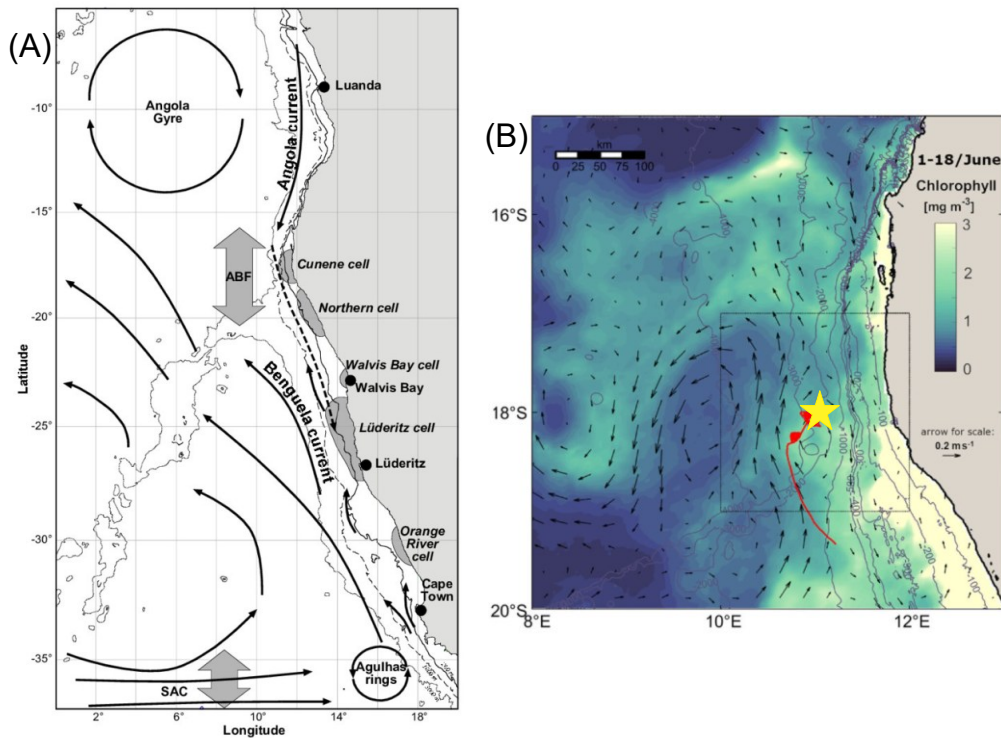 (A)
Angola
Gyre
Luanda
Angola current
ABF
Cunene cell
Northern cell
Walvis Bay cell
Walvis Bay
Benguela current
Lüderitz cell
Lüderitz
Orange
River
cell
Cape
Town
Agulhas
rings
SAC
Latitude
-10°
-15°
-20°
-25°
-30°
-35°
2°
6°
10°
14°
18°
Longitude
(B)
km
0 25 50 75 100
1-18/June
Chlorophyll
[mg m-3]
3
2
1
0
arrow for scale:
0.2 ms-1
16°S
18°S
20°S
8°E
10°E
12°E